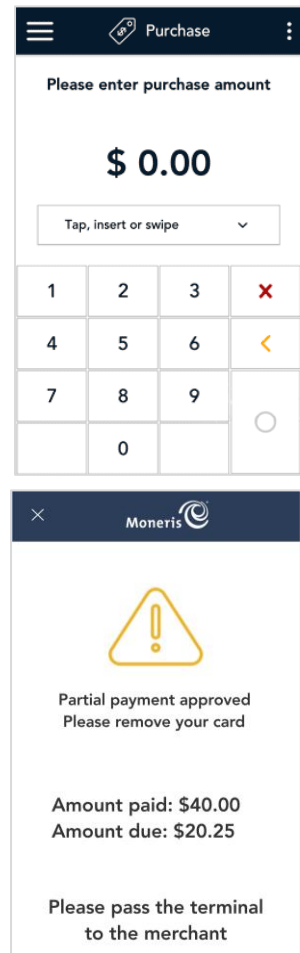 Purchase
Please enter purchase amount
$ 0.00
Tap, insert or swipe
1 2 3
4 5 6
7 8 9
0
Moneris
Partial payment approved
Please remove your card
Amount paid: $40.00
Amount due: $20.25
Please pass the terminal
to the merchant